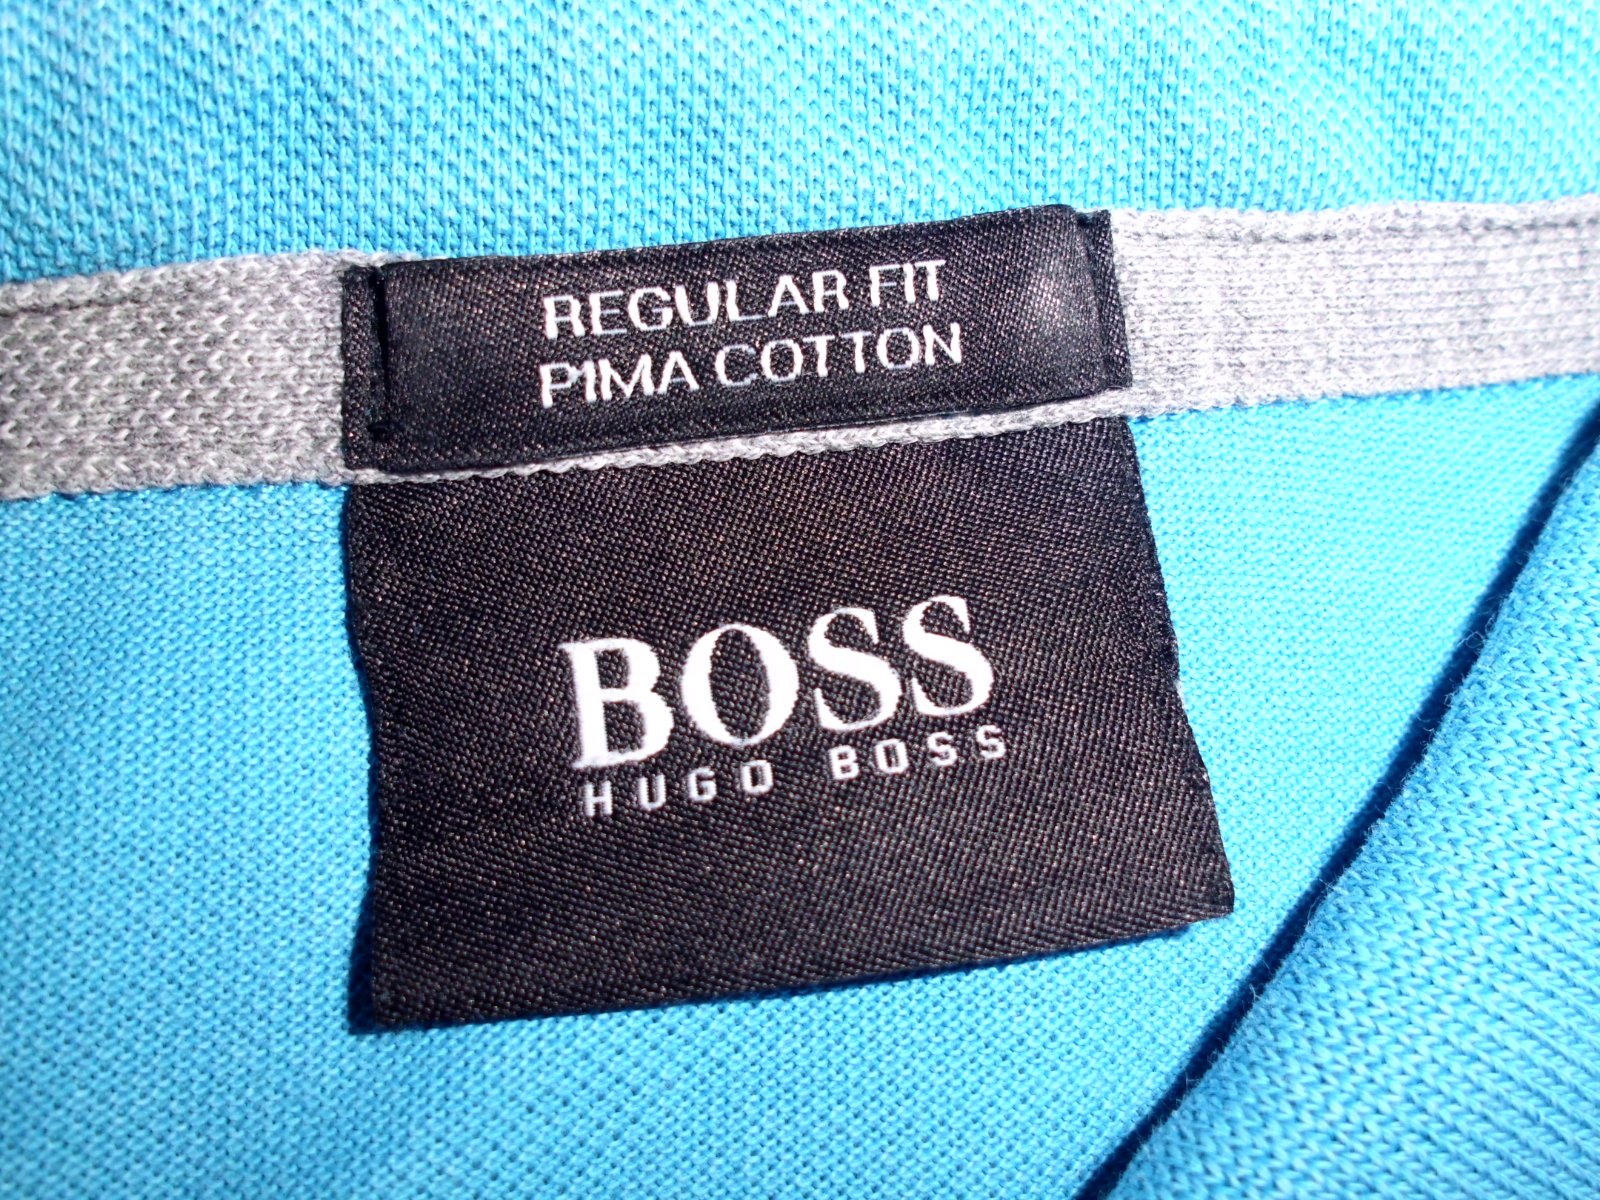 REGULAR FIT
PIMA COTTON
BOSS
HUGO BOSS